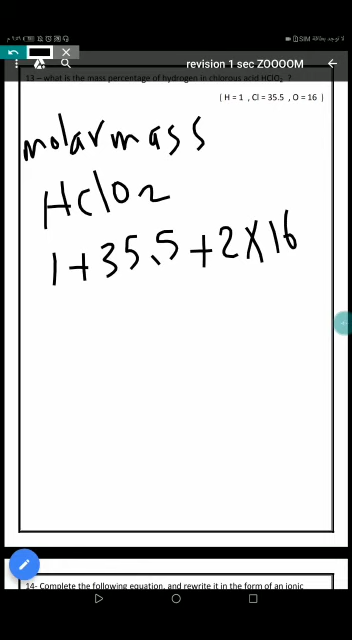 revision 1 sec ZOOOOM
13 – what is the mass percentage of hydrogen in chlorous acid HClO₂ ?
( H = 1 , Cl = 35.5 , O = 16 )
molar mass
HClO2
1+35.5+2X16
14- Complete the following equation, and rewrite it in the form of an ionic